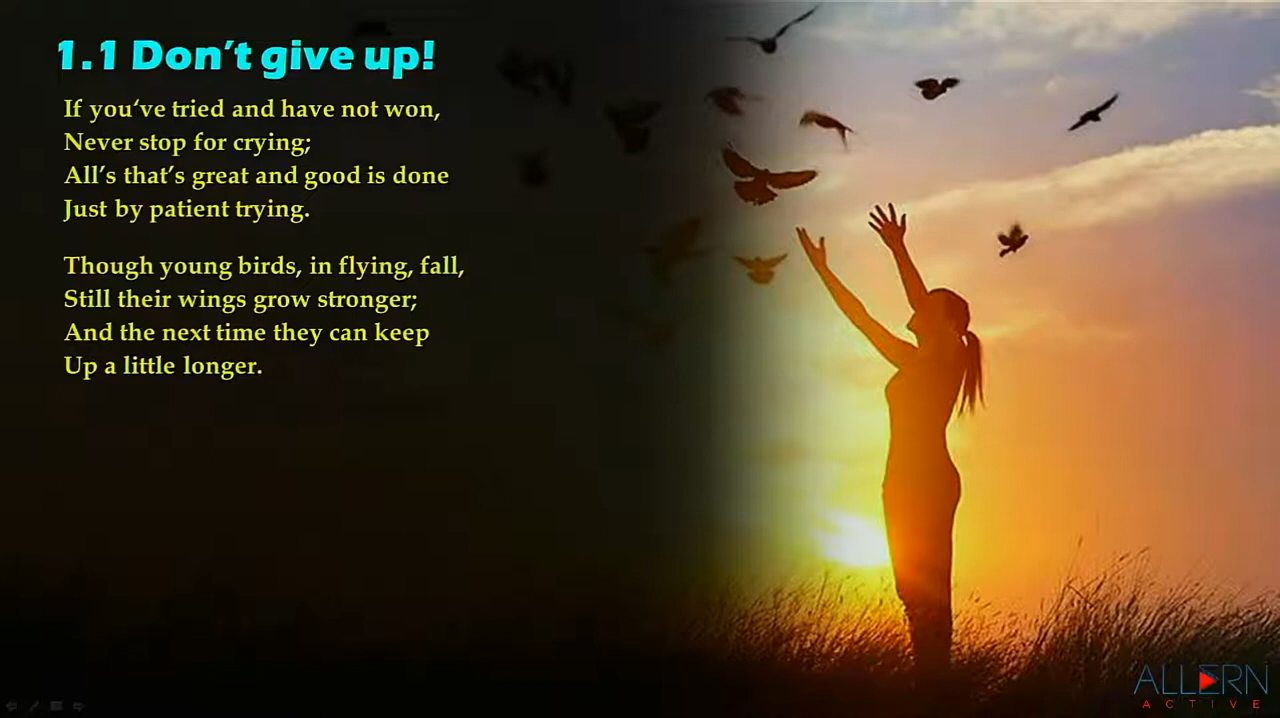 1.1 Don't give up!
If you‘ve tried and have not won,
Never stop for crying;
All’s that’s great and good is done
Just by patient trying.
Though young birds, in flying, fall,
Still their wings grow stronger;
And the next time they can keep
Up a little longer.
ALLERN
ACTIVE